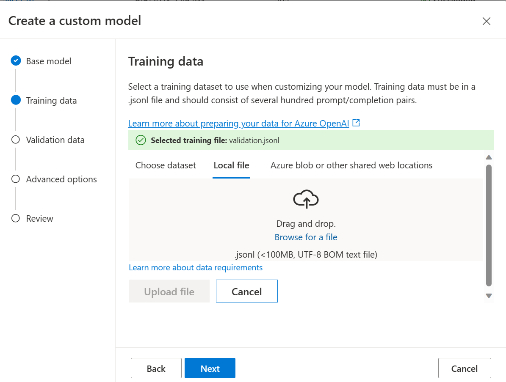 Create a custom model
Base model
Training data
Validation data
Advanced options
Review
Training data
Select a training dataset to use when customizing your model. Training data must be in a
.jsonl file and should consist of several hundred prompt/completion pairs.
Learn more about preparing your data for Azure OpenAI
Selected training file: validation.jsonl
Choose dataset Local file Azure blob or other shared web locations
Drag and drop.
Browse for a file
.jsonl (<100MB, UTF-8 BOM text file)
Learn more about data requirements
Upload file Cancel
Back Next Cancel